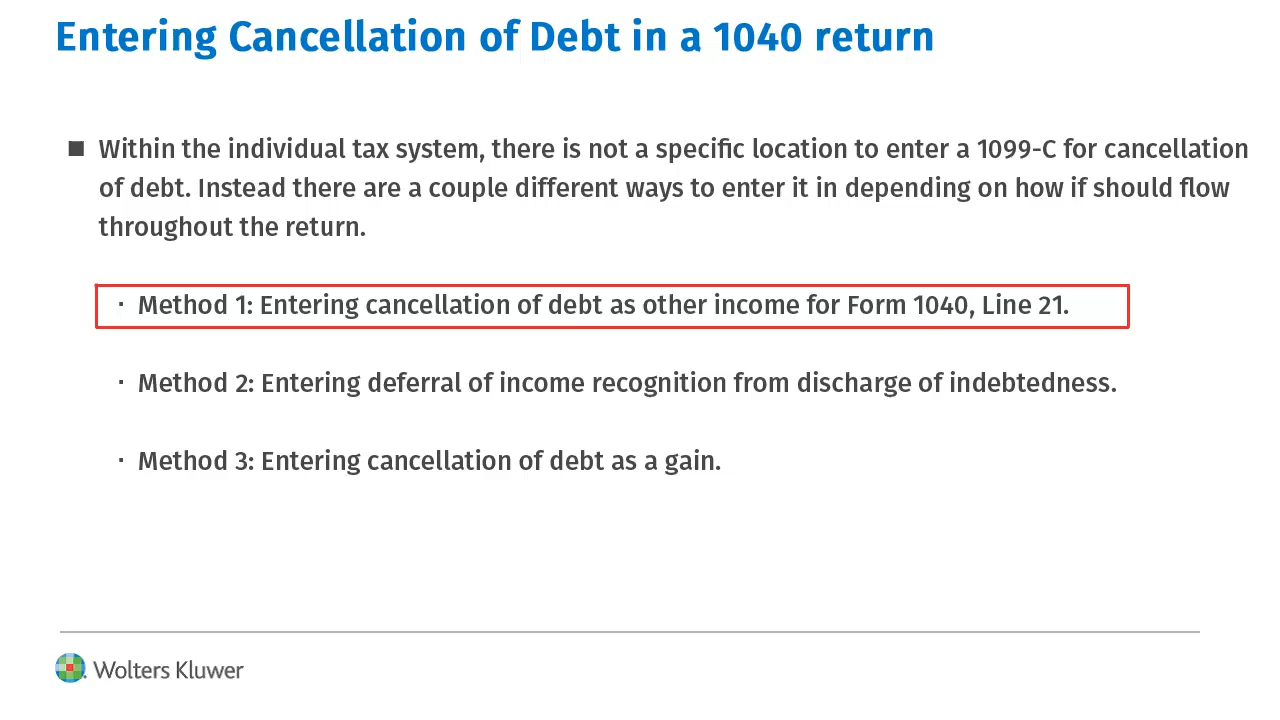 Entering Cancellation of Debt in a 1040 return
■ Within the individual tax system, there is not a specific location to enter a 1099-C for cancellation
of debt. Instead there are a couple different ways to enter it in depending on how if should flow
throughout the return.
· Method 1: Entering cancellation of debt as other income for Form 1040, Line 21.
· Method 2: Entering deferral of income recognition from discharge of indebtedness.
· Method 3: Entering cancellation of debt as a gain.
Wolters Kluwer